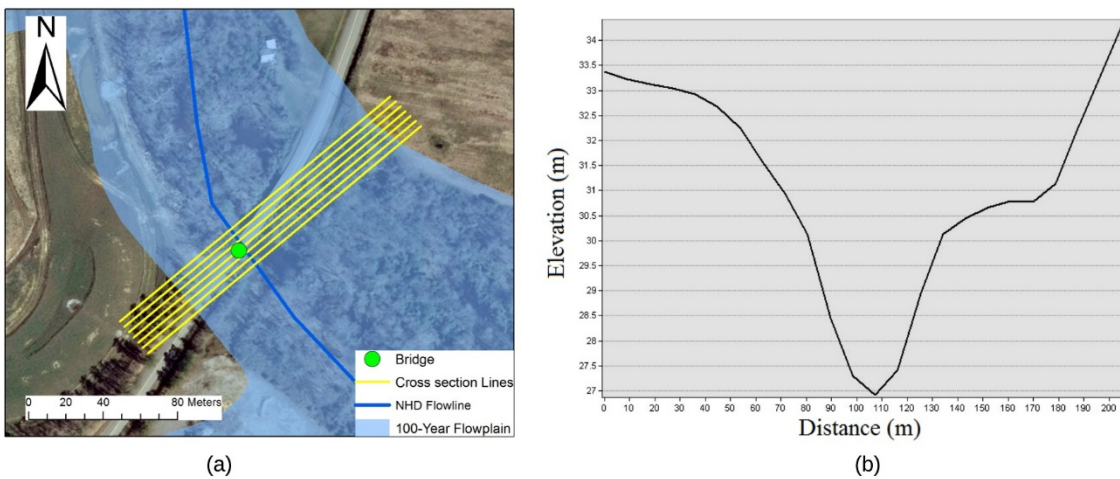 N
Bridge
Cross section Lines
NHD Flowline
100-Year Flowplain
0 20 40 80 Meters
(a)
Elevation (m)
34
33.5
33
32.5
32
31.5
31
30.5
30
29.5
29
28.5
28
27.5
27
0 10 20 30 40 50 60 70 80 90 100 110 120 130 140 150 160 170 180 190 200
Distance (m)
(b)